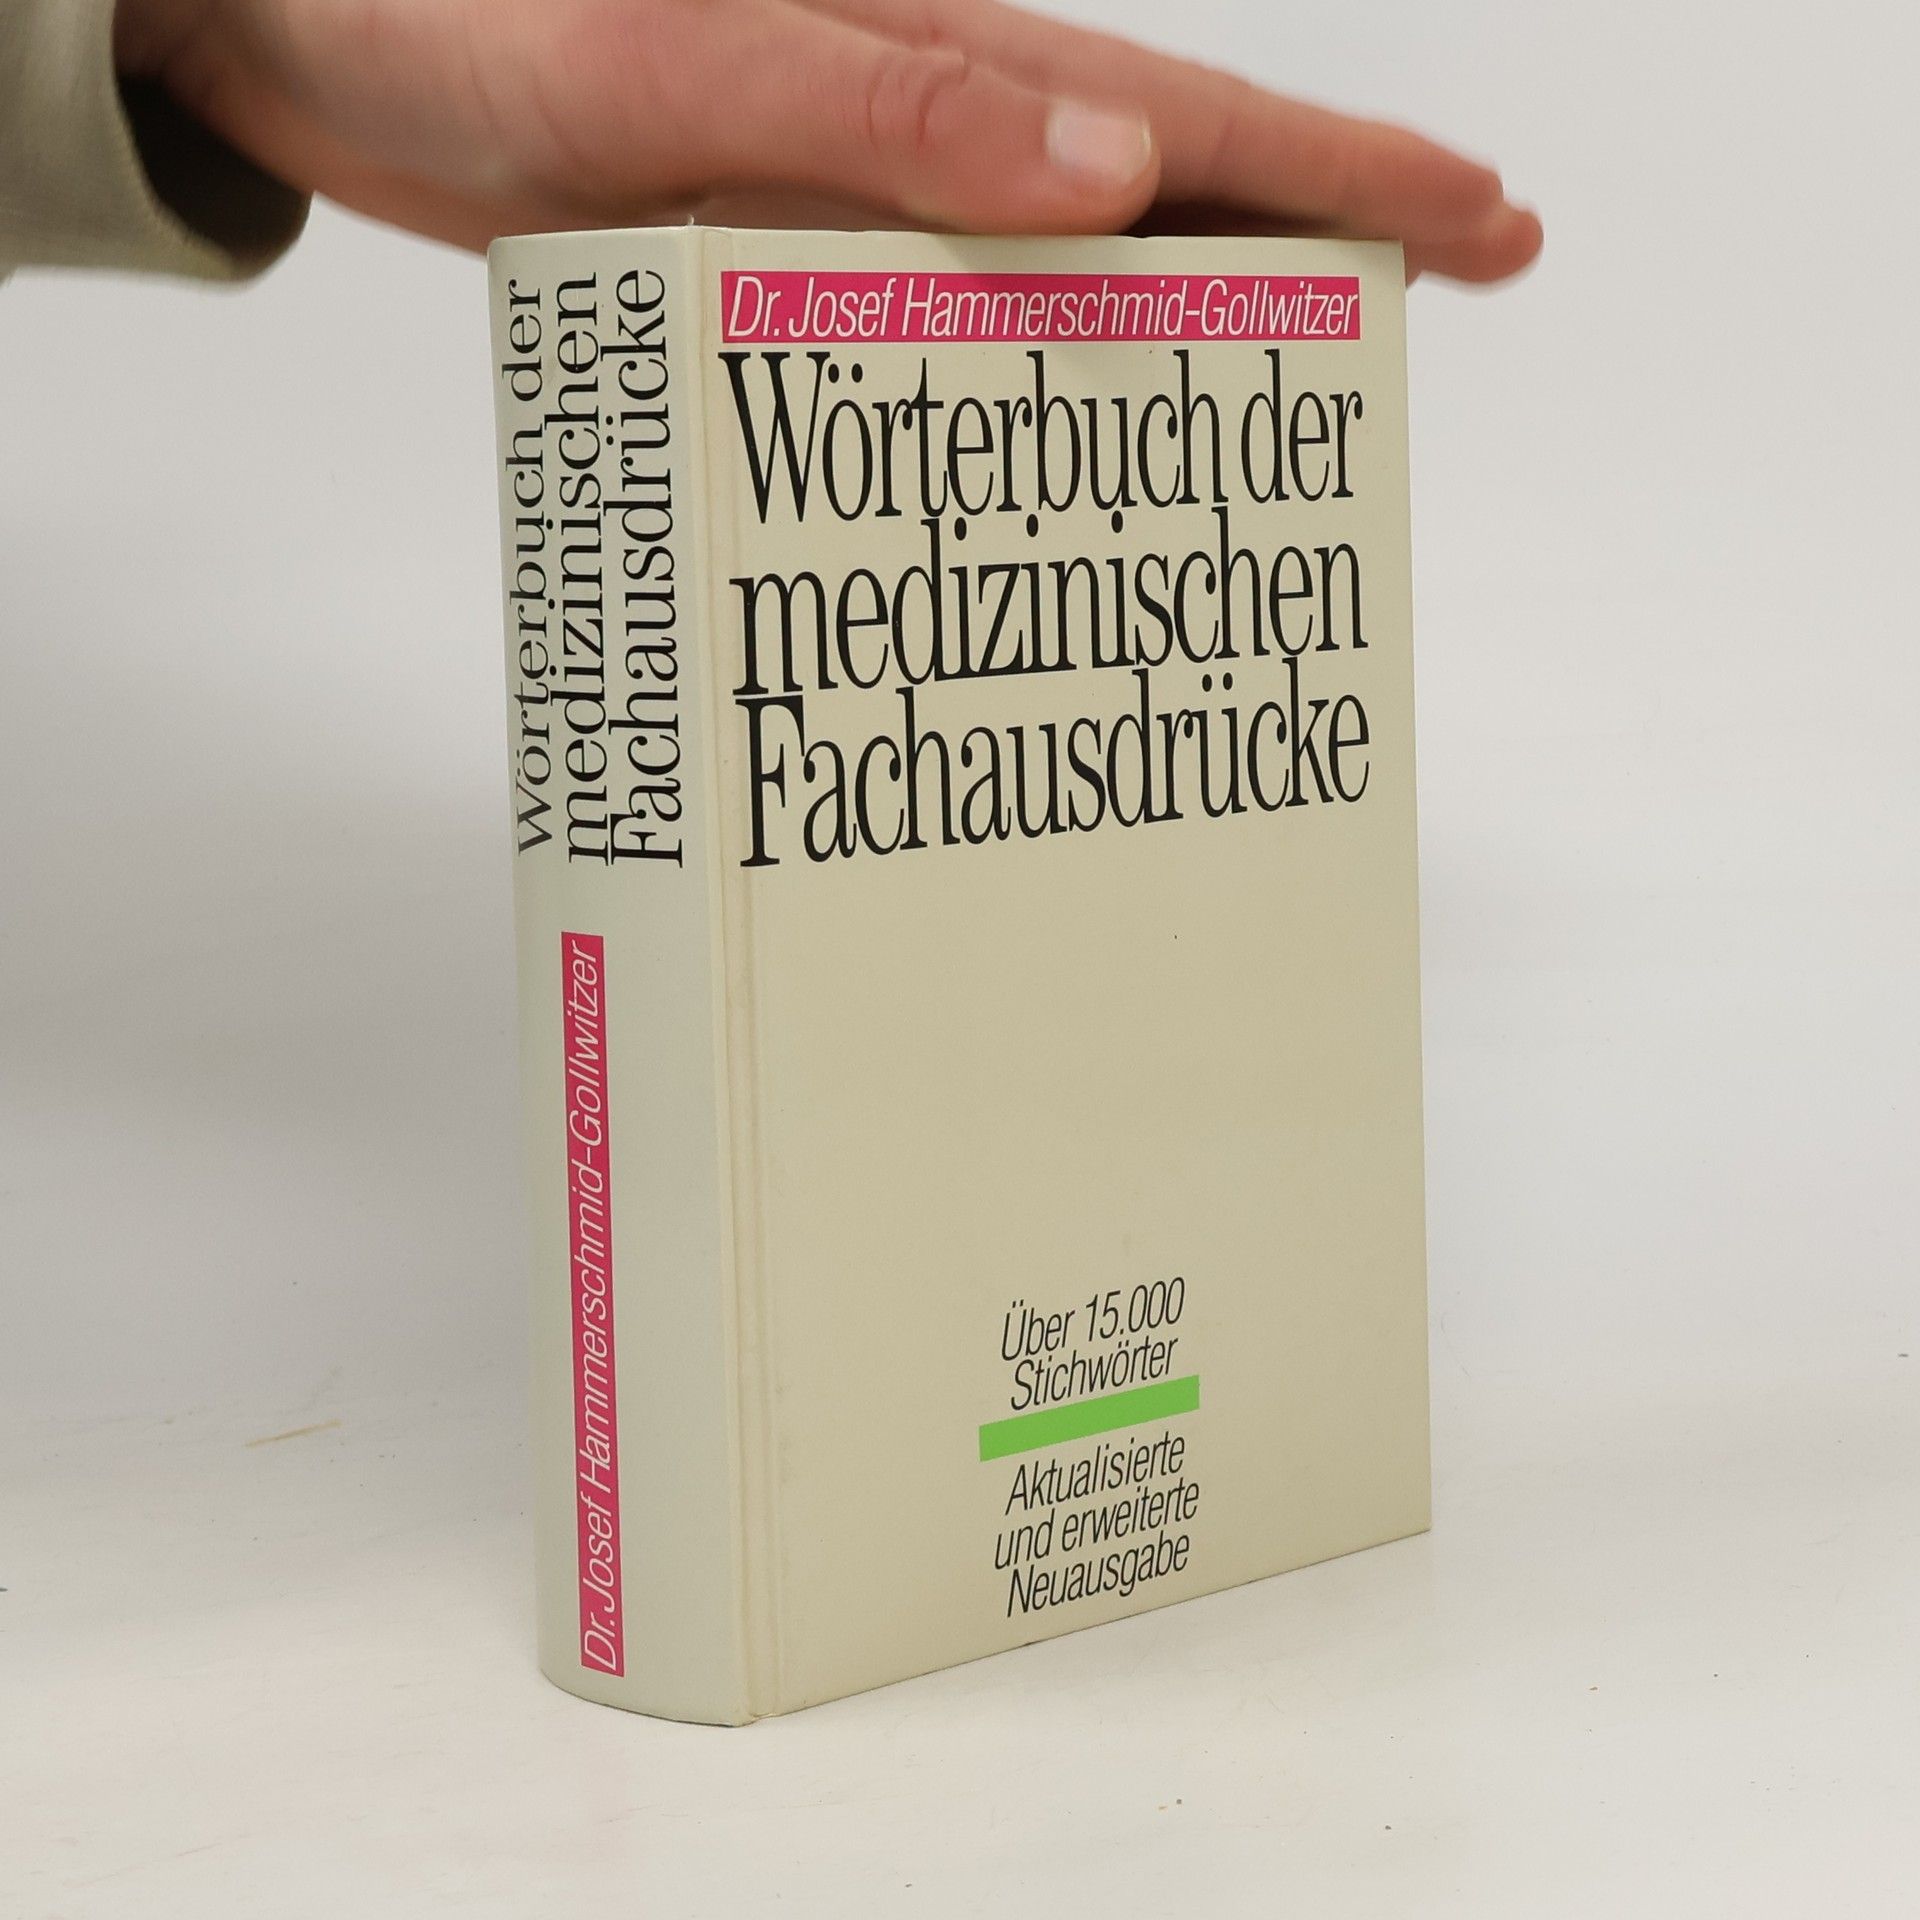 Wörterbuch der
medizinischen
Fachausdrücke
Dr. Josef Hammerschmid-Gollwitzer
Dr. Josef Hammerschmid-Gollwitzer
Wörterbuch der
medizinischen
Fachausdrücke
Über 15.000
Stichwörter
Aktualisierte
und erweiterte
Neuausgabe